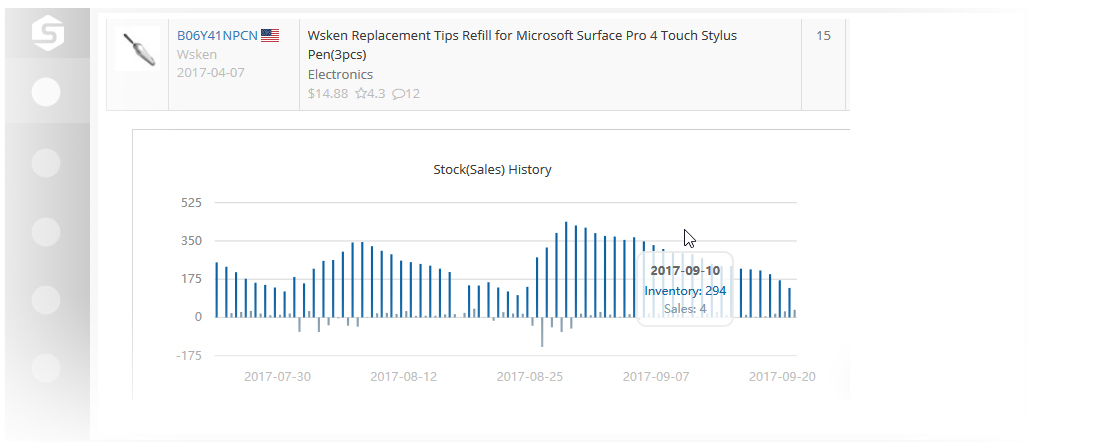 B06Y41NPCN
Wsken
2017-04-07
Wsken Replacement Tips Refill for Microsoft Surface Pro 4 Touch Stylus
Pen(3pcs)
Electronics
$14.88 4.3 12
15
Stock(Sales) History
525
350
175
0
-175
2017-09-10
Inventory: 294
Sales: 4
2017-07-30 2017-08-12 2017-08-25 2017-09-07 2017-09-20